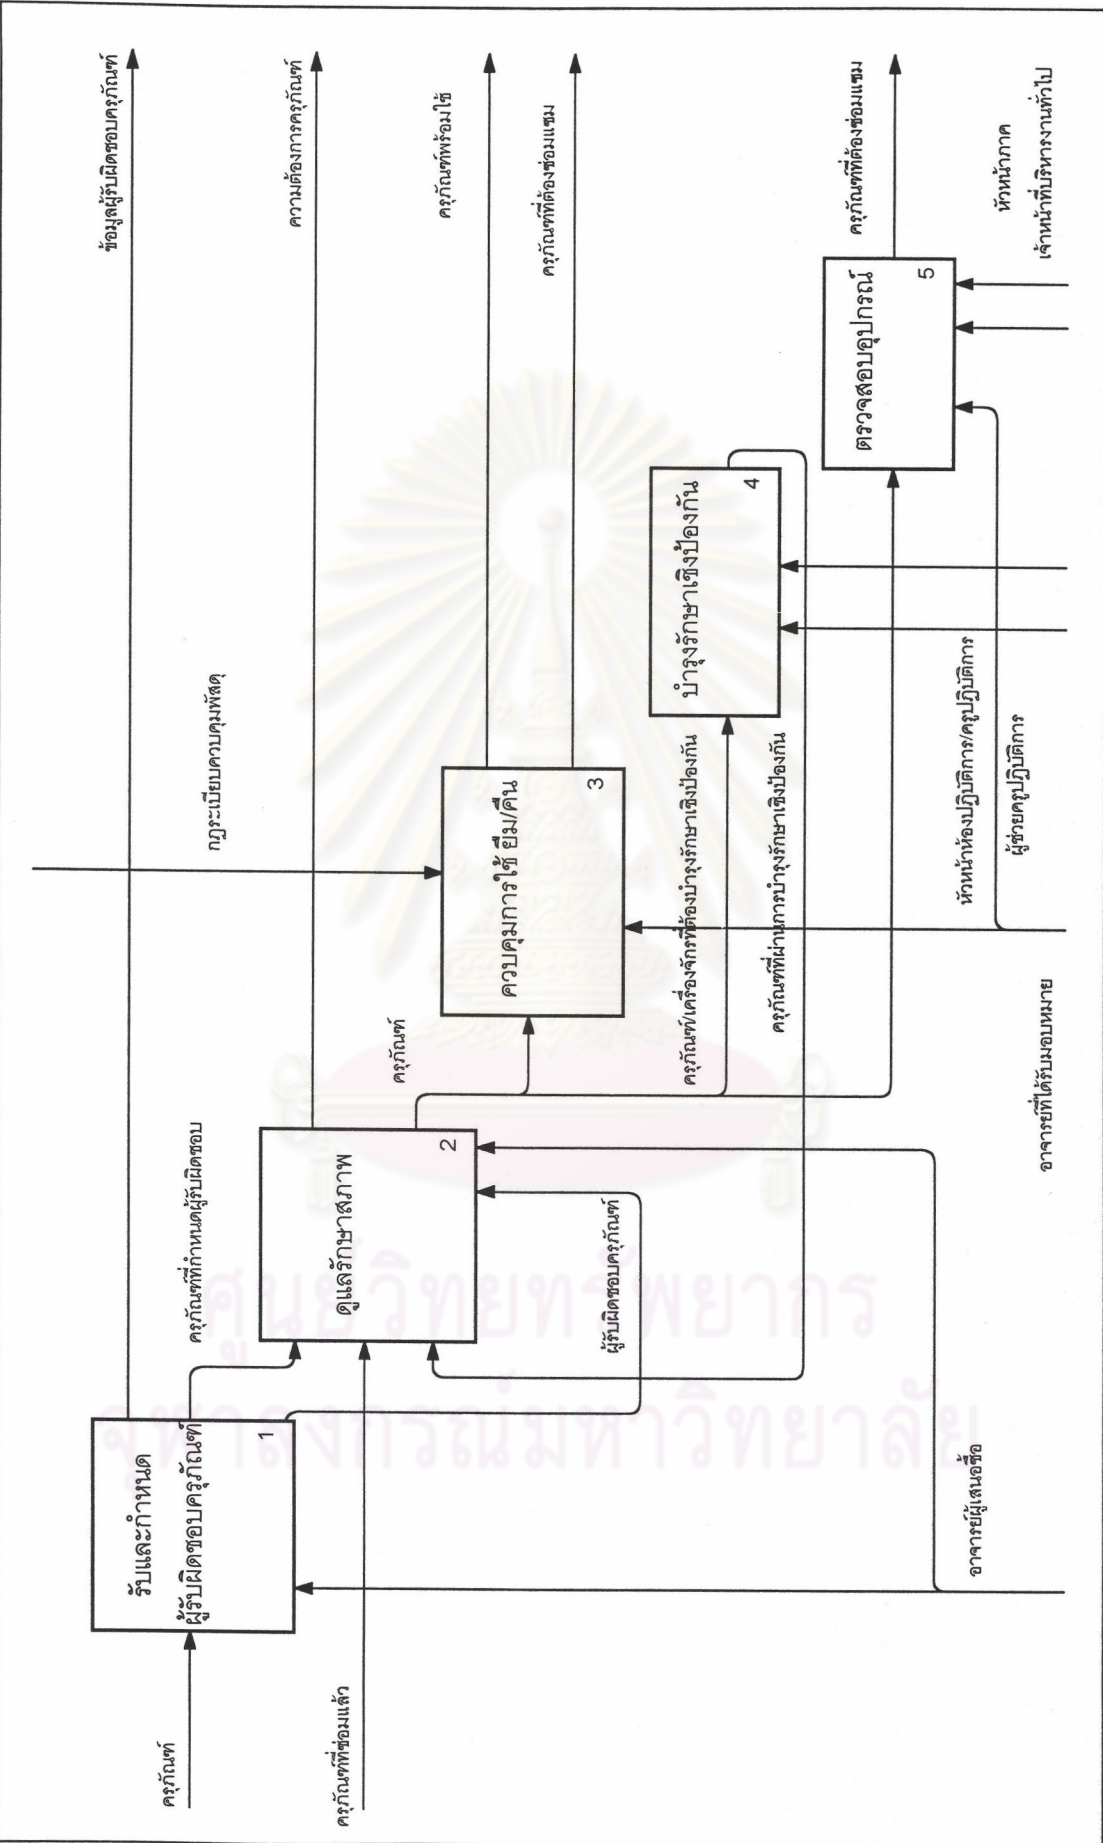 ข้อมูลผู้รับผิดชอบครุภัณฑ์
ความต้องการครุภัณฑ์
ครุภัณฑ์พร้อมใช้
ครุภัณฑ์ที่ต้องซ่อมแซม
ครุภัณฑ์ที่ต้องซ่อมแซม
กฎระเบียบควบคุมพัสดุ
ครุภัณฑ์
รับและกำหนด
ผู้รับผิดชอบครุภัณฑ์
1
ครุภัณฑ์ที่กำหนดผู้รับผิดชอบ
ครุภัณฑ์ที่ซ่อมแล้ว
ดูแลรักษาสภาพ
2
ผู้รับผิดชอบครุภัณฑ์
ครุภัณฑ์
ควบคุมการใช้ ยืม/คืน
3
ครุภัณฑ์/เครื่องจักรที่ต้องบำรุงรักษาเชิงป้องกัน
บำรุงรักษาเชิงป้องกัน
4
ครุภัณฑ์ที่ผ่านการบำรุงรักษาเชิงป้องกัน
ตรวจสอบอุปกรณ์
5
อาจารย์ผู้เสนอซื้อ
อาจารย์ที่ได้รับมอบหมาย
หัวหน้าห้องปฏิบัติการ/ครูปฏิบัติการ
ผู้ช่วยครูปฏิบัติการ
หัวหน้าภาค
เจ้าหน้าที่บริหารงานทั่วไป
ศูนย์วิทยทรัพยากร
จุฬาลงกรณ์มหาวิทยาลัย